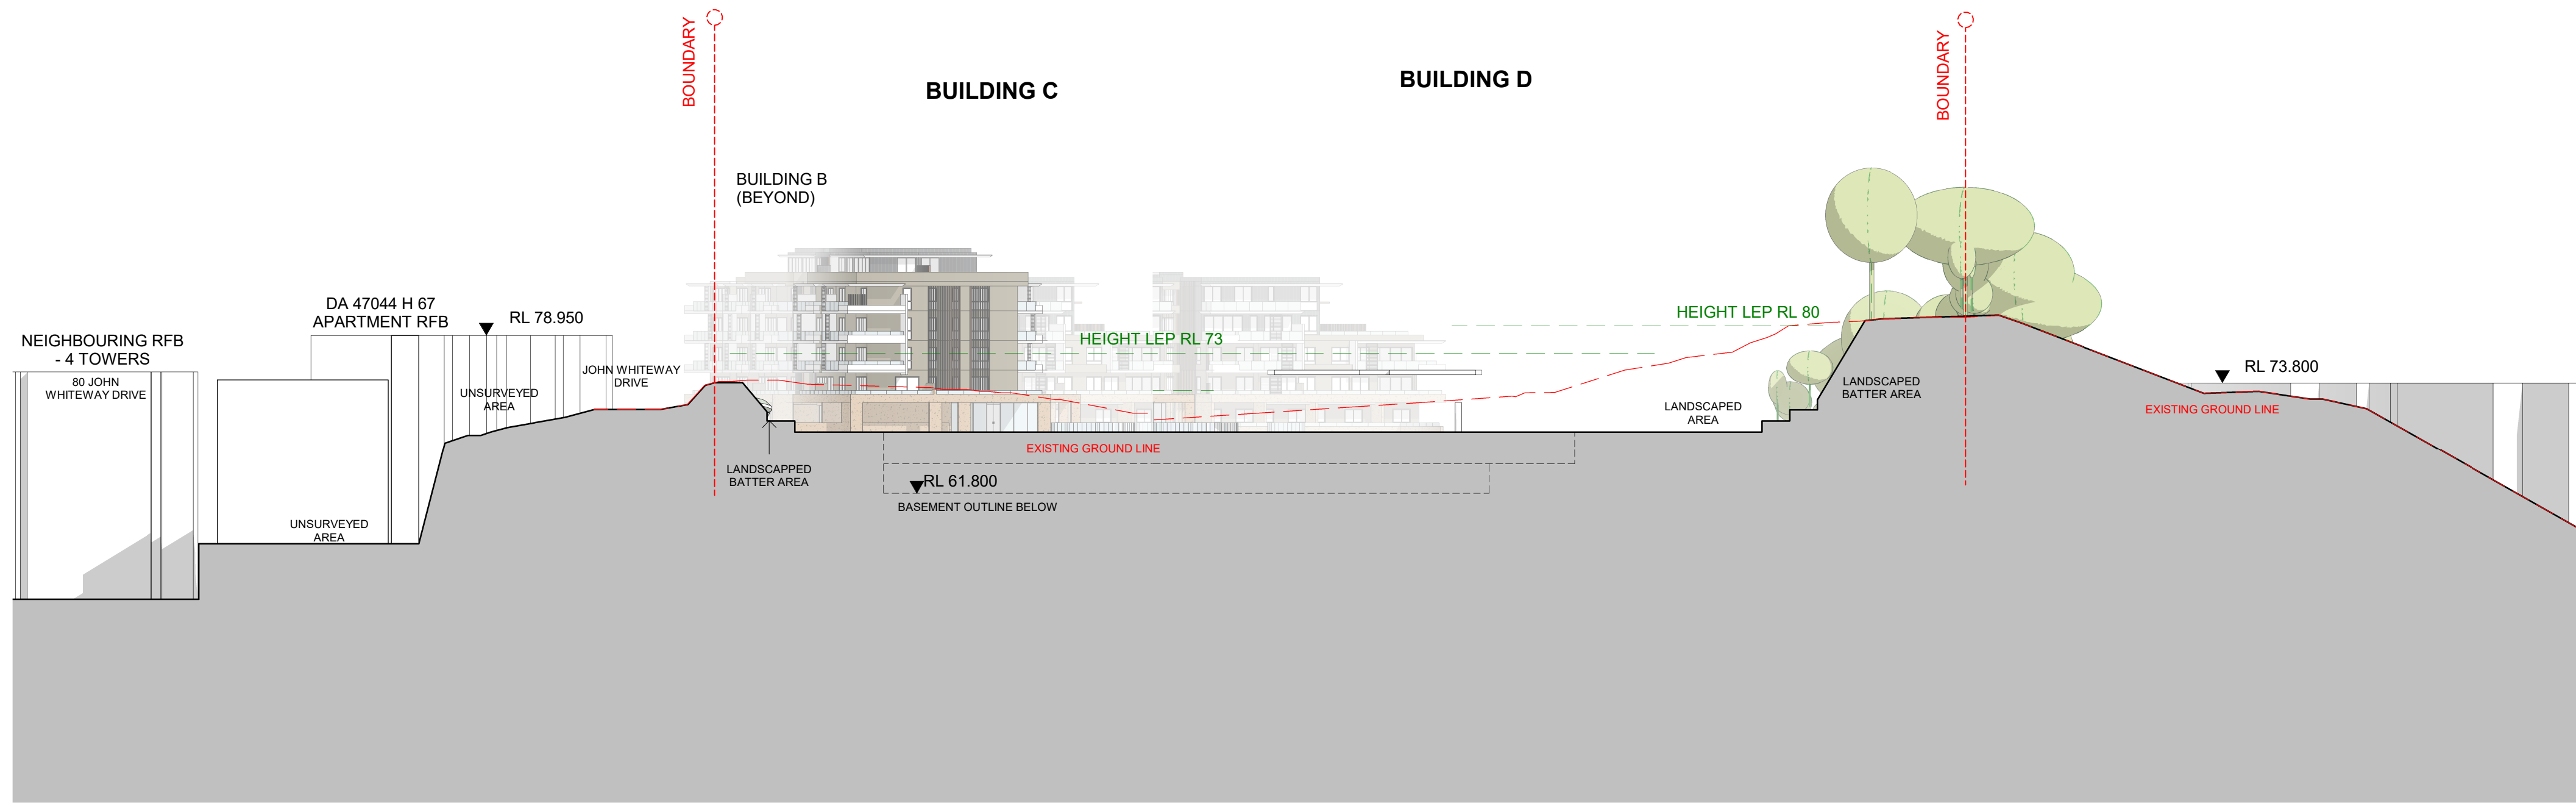 BOUNDARY
BUILDING C
BUILDING D
BOUNDARY
BUILDING B
(BEYOND)
DA 47044 H 67
APARTMENT RFB
RL 78.950
NEIGHBOURING RFB
- 4 TOWERS
80 JOHN
WHITEWAY DRIVE
UNSURVEYED
AREA
JOHN WHITEWAY
DRIVE
HEIGHT LEP RL 73
HEIGHT LEP RL 80
RL 73.800
LANDSCAPED
BATTER AREA
LANDSCAPED
AREA
EXISTING GROUND LINE
EXISTING GROUND LINE
LANDSCAPPED
BATTER AREA
RL 61.800
BASEMENT OUTLINE BELOW
UNSURVEYED
AREA